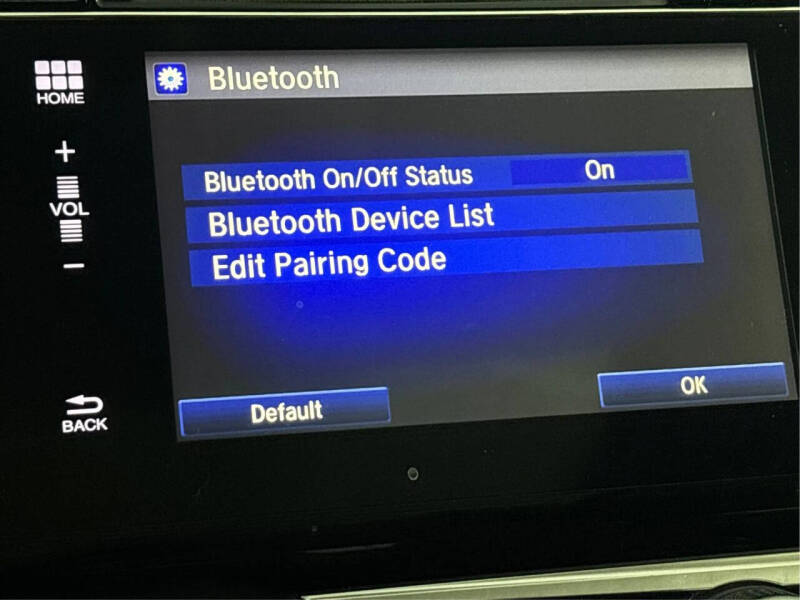 HOME
+
VOL
−
BACK
Bluetooth
Bluetooth On/Off Status On
Bluetooth Device List
Edit Pairing Code
Default OK